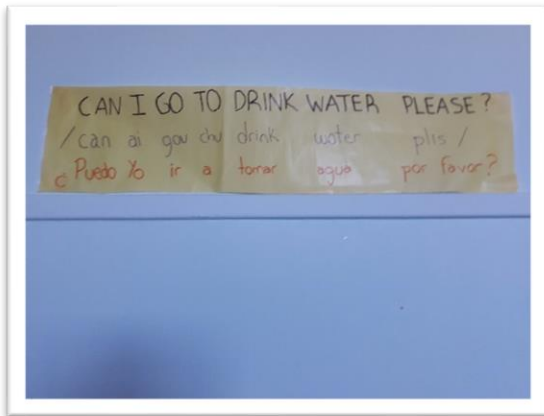 CAN I GO TO DRINK WATER PLEASE?
/can ai gou chu drink water plis/
¿Puedo Yo ir a tomar agua por favor?